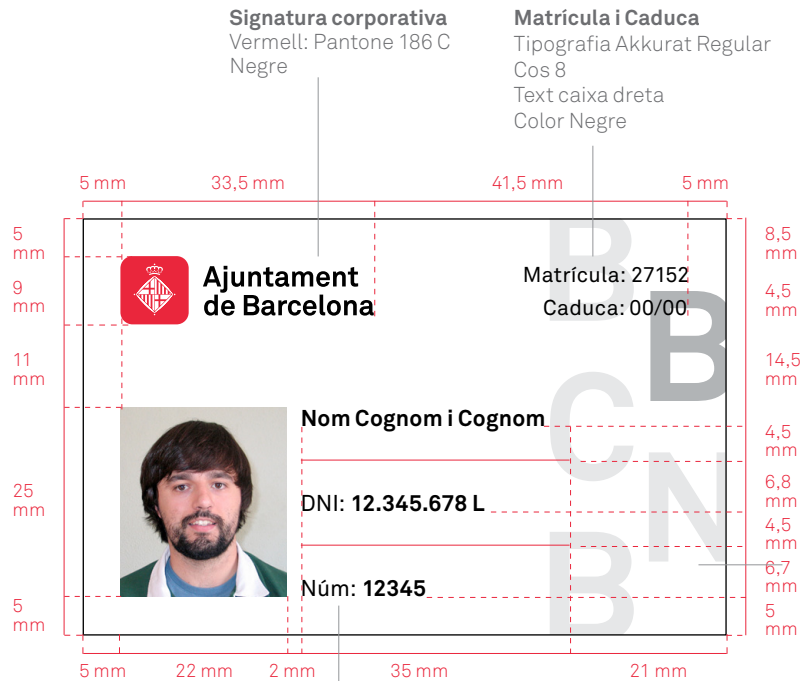 Signatura corporativa
Vermell: Pantone 186 C
Negre
Matrícula i Caduca
Tipografia Akkurat Regular
Cos 8
Text caixa dreta
Color Negre
5 mm
33,5 mm
41,5 mm
5 mm
5
mm
9
mm
11
mm
25
mm
5
mm
Ajuntament
de Barcelona
Matrícula: 27152
Caduca: 00/00
B
B
C
N
B
Nom Cognom i Cognom
DNI: 12.345.678 L
Núm: 12345
8,5
mm
4,5
mm
14,5
mm
4,5
mm
6,8
mm
4,5
mm
6,7
mm
5
mm
5 mm
22 mm
2 mm
35 mm
21 mm